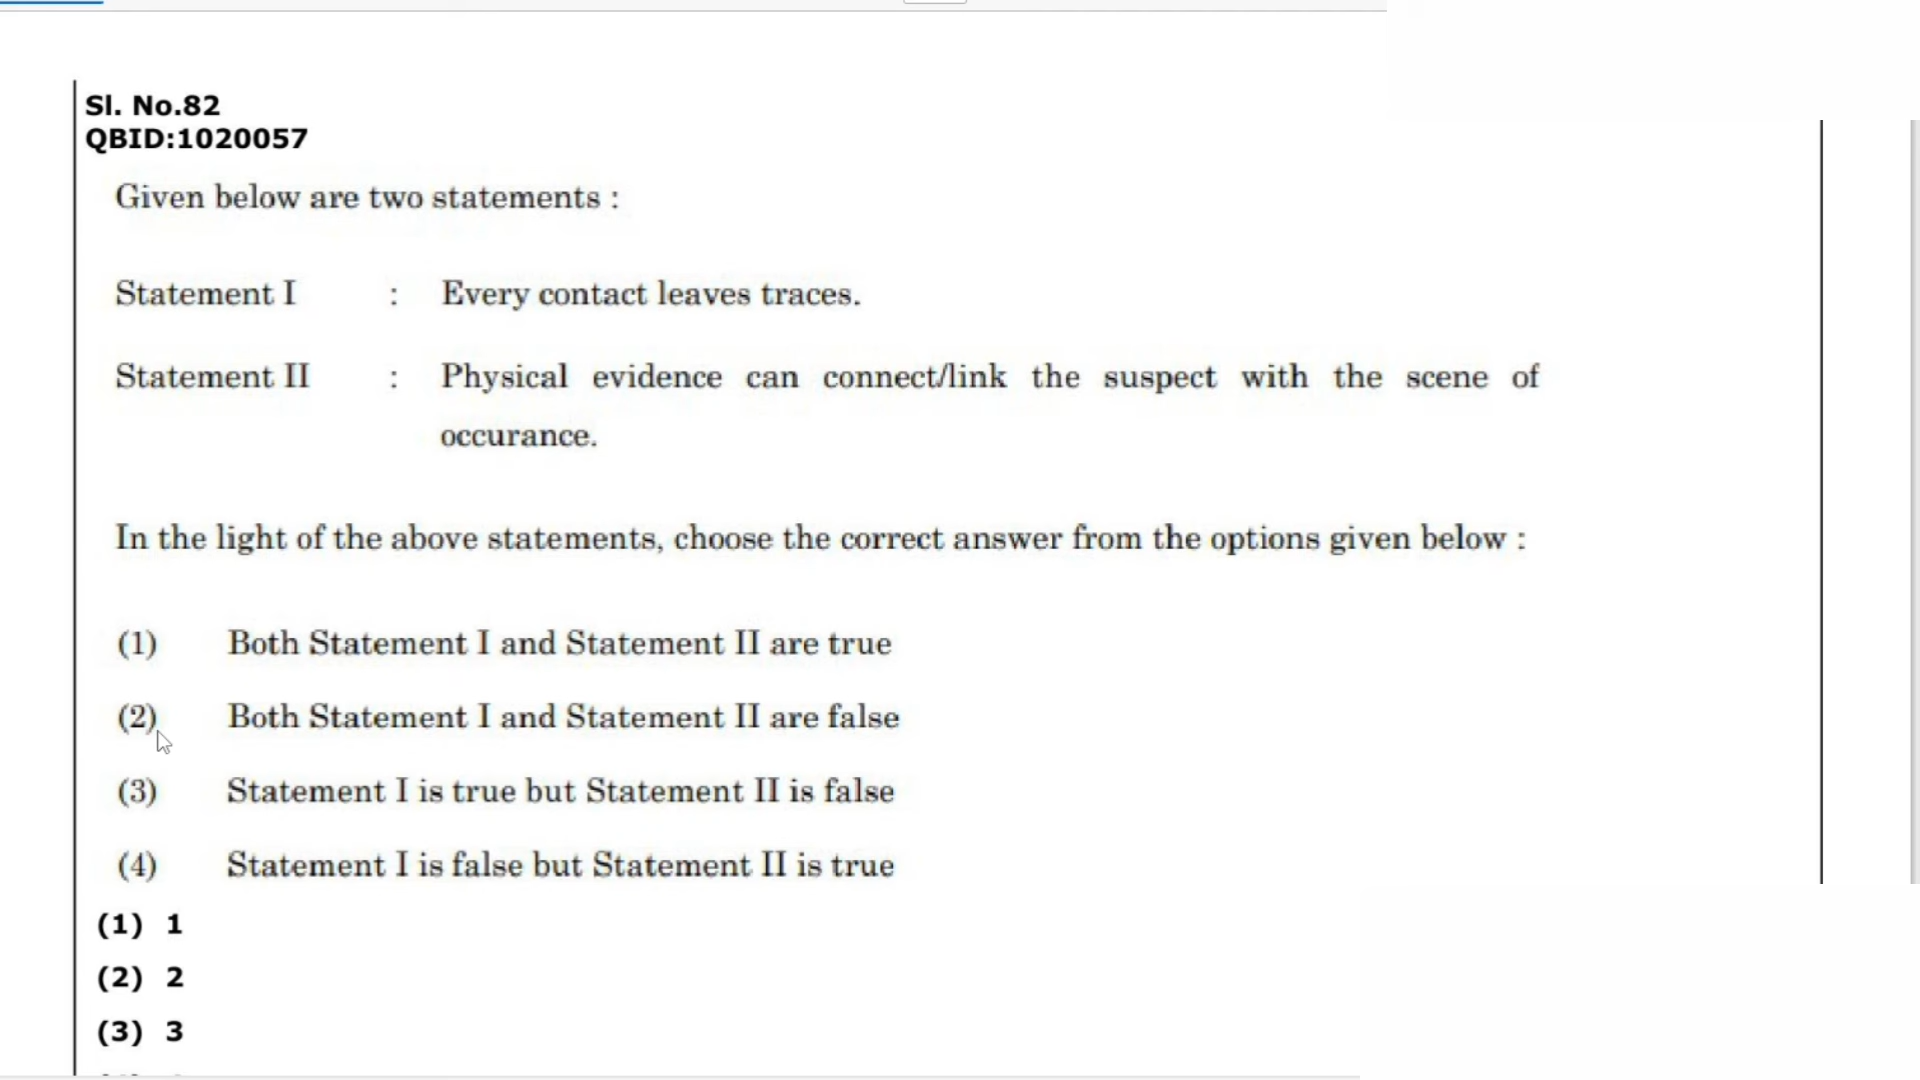 Sl. No.82
QBID:1020057
Given below are two statements :
Statement I : Every contact leaves traces.
Statement II : Physical evidence can connect/link the suspect with the scene of
occurance.
In the light of the above statements, choose the correct answer from the options given below :
(1) Both Statement I and Statement II are true
(2) Both Statement I and Statement II are false
(3) Statement I is true but Statement II is false
(4) Statement I is false but Statement II is true
(1) 1
(2) 2
(3) 3